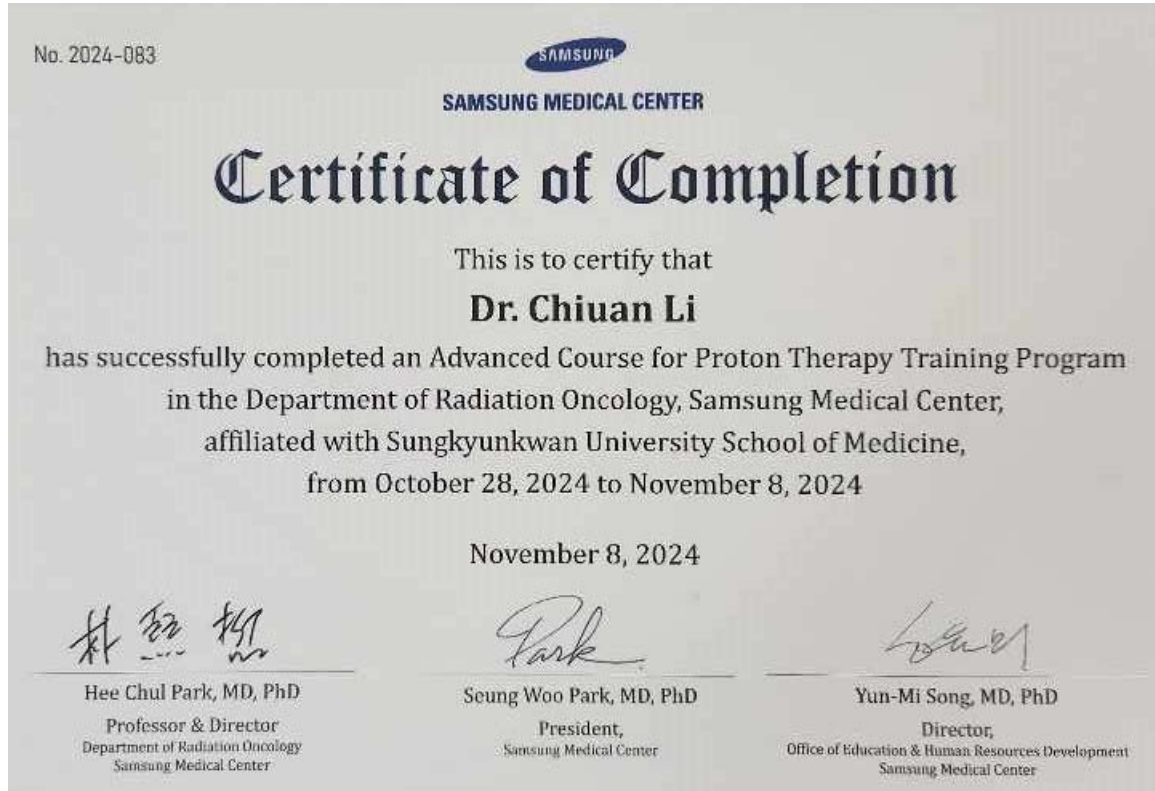 No. 2024-083
SAMSUNG
SAMSUNG MEDICAL CENTER
Certificate of Completion
This is to certify that
Dr. Chiuan Li
has successfully completed an Advanced Course for Proton Therapy Training Program
in the Department of Radiation Oncology, Samsung Medical Center,
affiliated with Sungkyunkwan University School of Medicine,
from October 28, 2024 to November 8, 2024
November 8, 2024
Park
Hee Chul Park, MD, PhD
Professor & Director
Department of Radiation Oncology
Samsung Medical Center
Seung Woo Park, MD, PhD
President,
Samsung Medical Center
Yun-Mi Song, MD, PhD
Director,
Office of Education & Human Resources Development
Samsung Medical Center